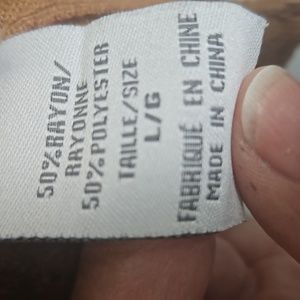 50%RAYON/
RAYONNE
50%POLYESTER
TAILLE/SIZE
L/G
FABRIQUÉ EN CHINE
MADE IN CHINA